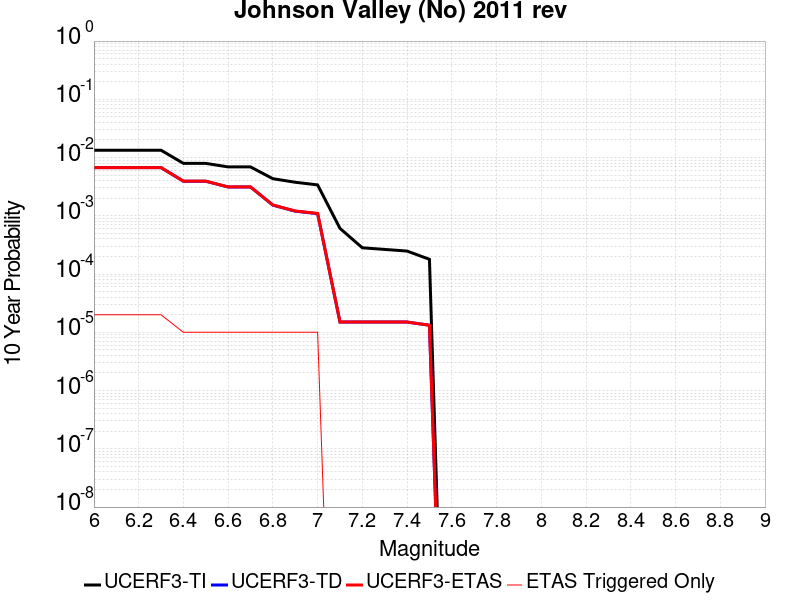 Johnson Valley (No) 2011 rev
10^0
10^-1
10^-2
10^-3
10^-4
10^-5
10^-6
10^-7
10^-8
10 Year Probability
6 6.2 6.4 6.6 6.8 7 7.2 7.4 7.6 7.8 8 8.2 8.4 8.6 8.8 9
Magnitude
UCERF3-TI UCERF3-TD UCERF3-ETAS ETAS Triggered Only